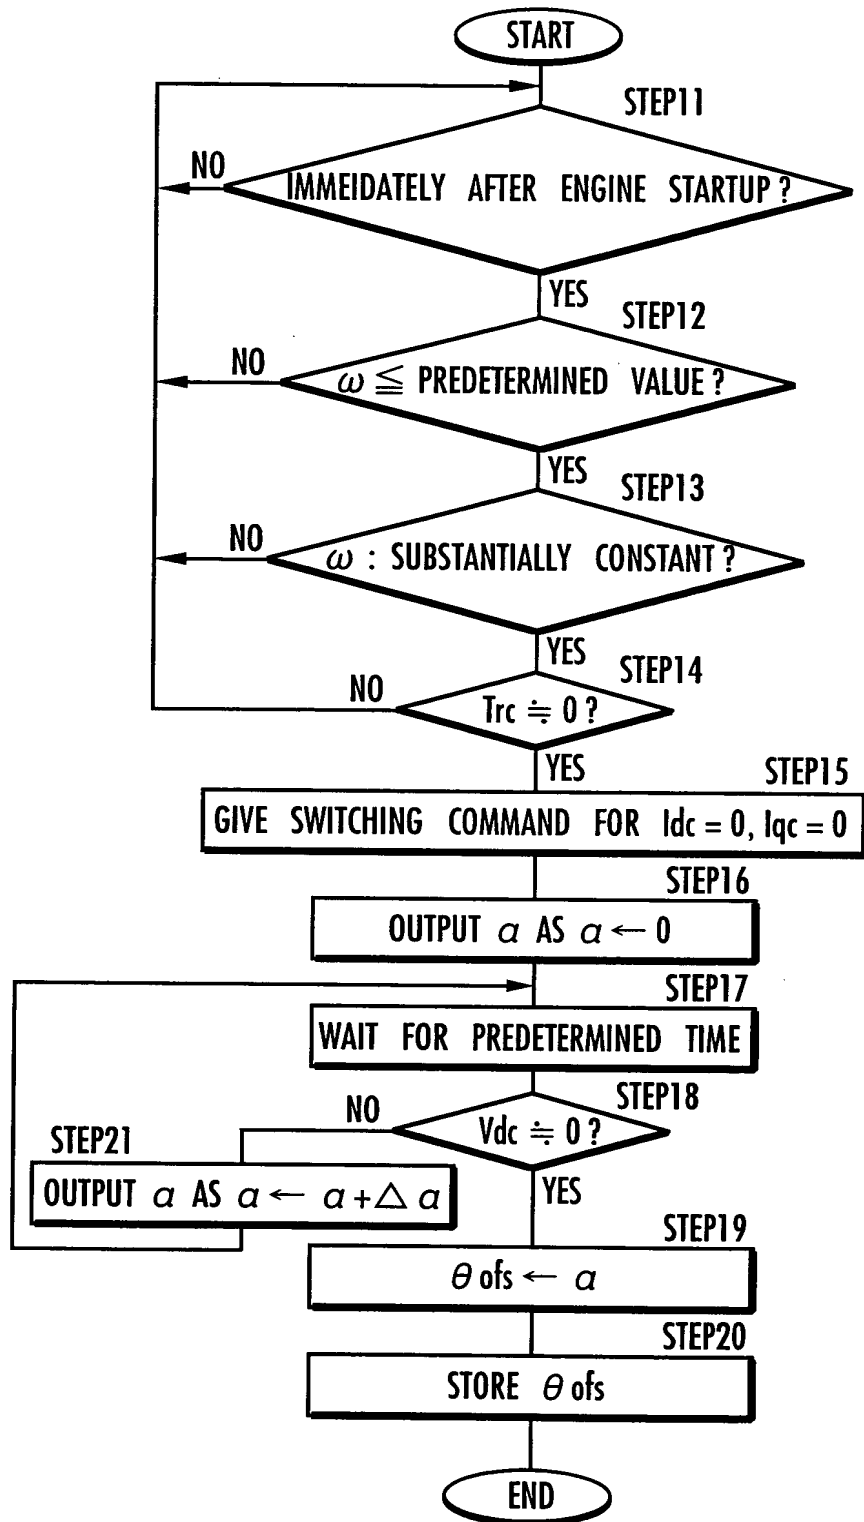 START
STEP11
NO
IMMEIDATELY AFTER ENGINE STARTUP ?
YES
STEP12
NO
ω ≦ PREDETERMINED VALUE ?
YES
STEP13
NO
ω : SUBSTANTIALLY CONSTANT ?
YES
STEP14
NO
Trc ≒ 0 ?
YES
STEP15
GIVE SWITCHING COMMAND FOR Idc = 0, Iqc = 0
STEP16
OUTPUT α AS α ← 0
STEP17
WAIT FOR PREDETERMINED TIME
STEP18
NO
Vdc ≒ 0 ?
STEP21
YES
OUTPUT α AS α ← α + △ α
STEP19
θ ofs ← α
STEP20
STORE θ ofs
END